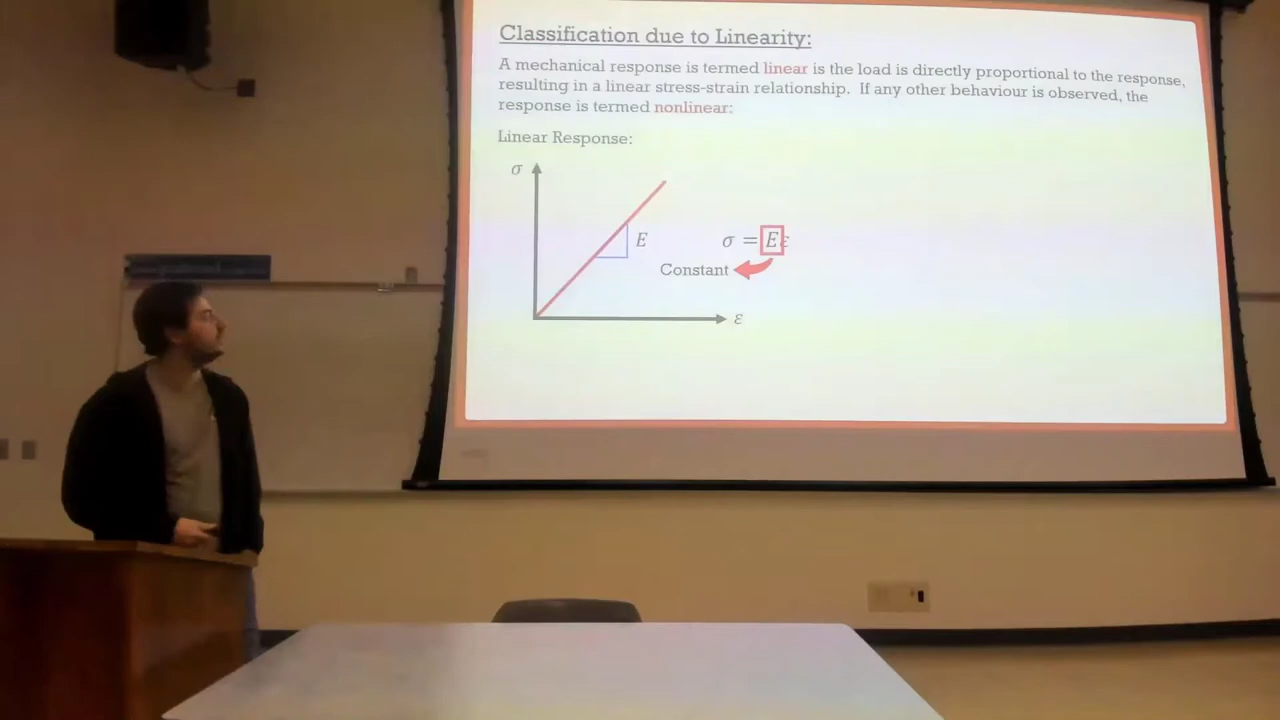 Classification due to Linearity:
A mechanical response is termed linear is the load is directly proportional to the response,
resulting in a linear stress-strain relationship. If any other behaviour is observed, the
response is termed nonlinear:
Linear Response:
σ
E
σ = Eε
Constant
ε